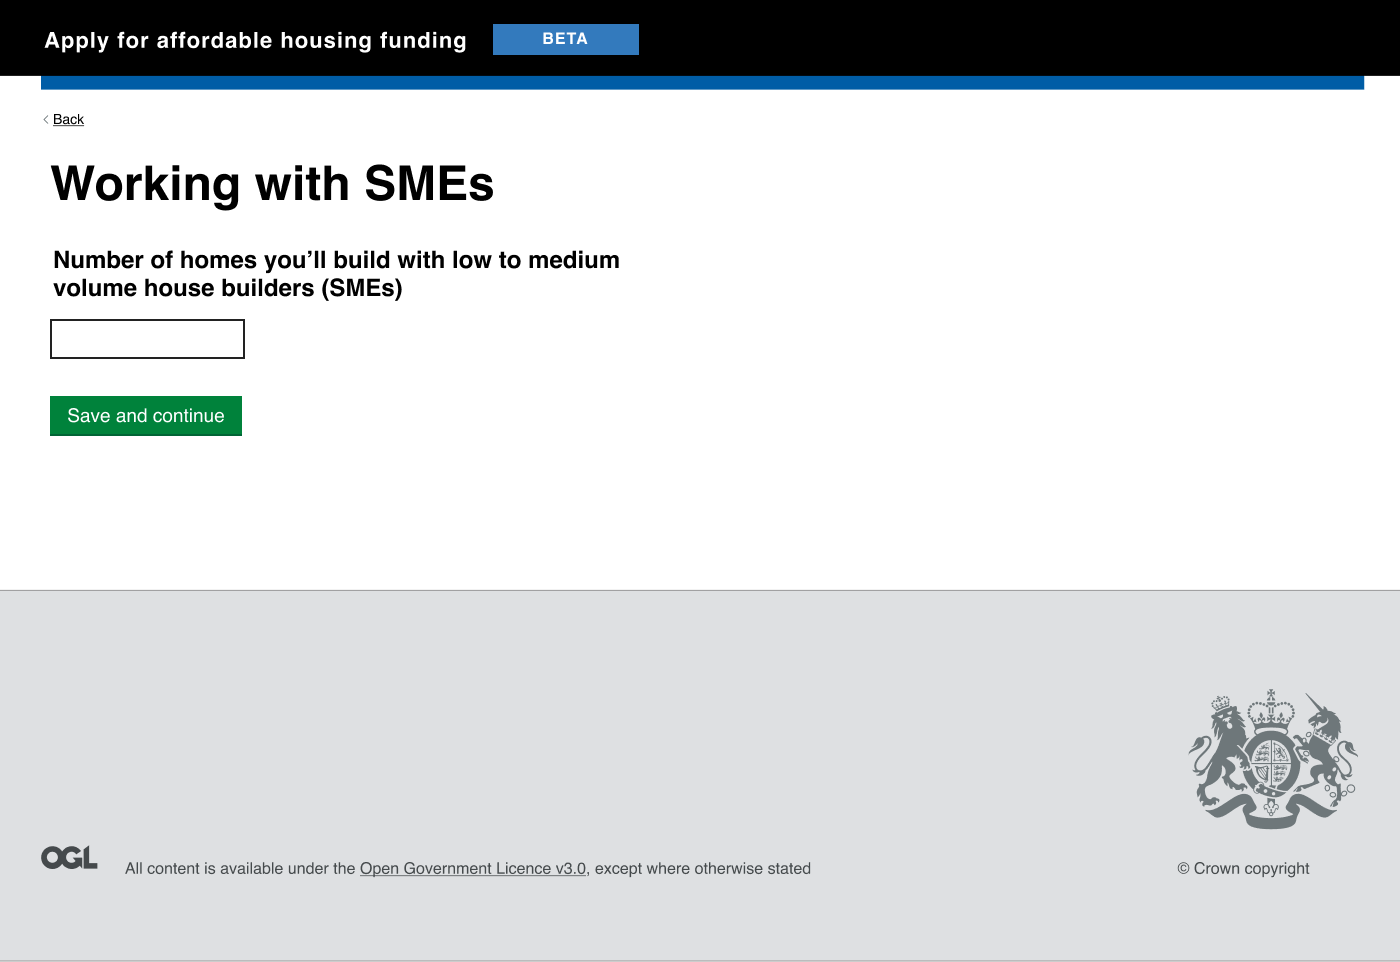 Apply for affordable housing funding BETA
< Back
Working with SMEs
Number of homes you’ll build with low to medium
volume house builders (SMEs)
Save and continue
OGL All content is available under the Open Government Licence v3.0, except where otherwise stated © Crown copyright